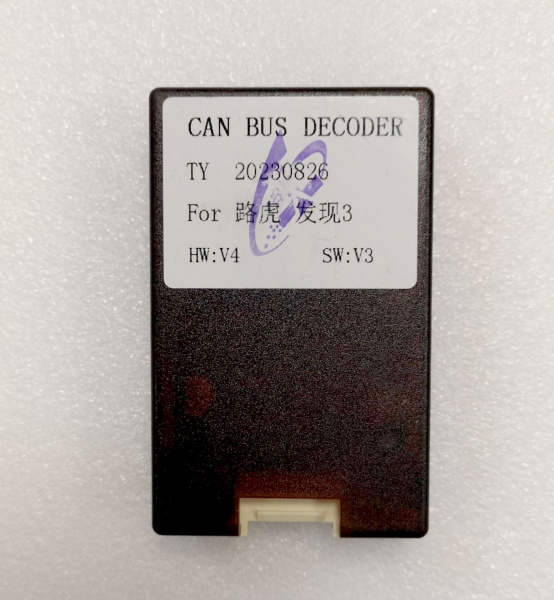 CAN BUS DECODER
TY 20230826
For 路虎 发现3
HW:V4 SW:V3